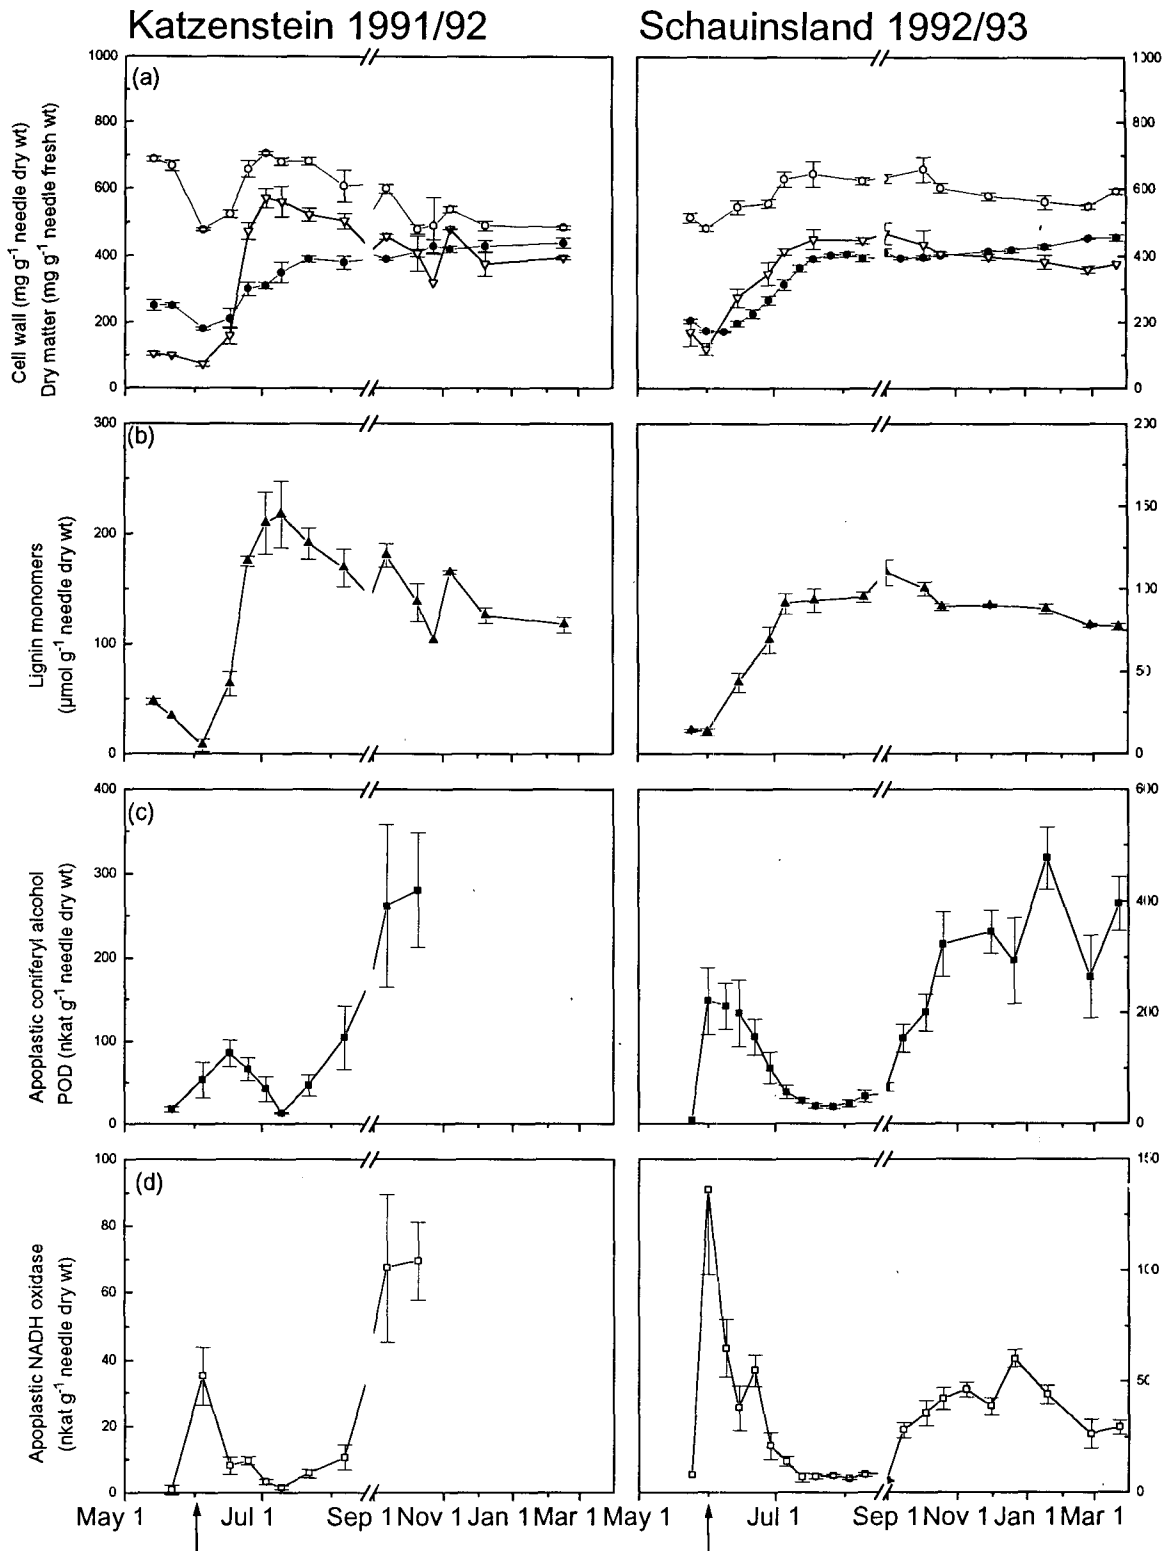 Katzenstein 1991/92
Schauinsland 1992/93
(a)
Cell wall (mg g⁻¹ needle dry wt)
Dry matter (mg g⁻¹ needle fresh wt)
1000
800
600
400
200
0
1000
800
600
400
200
0
(b)
Lignin monomers
(µmol g⁻¹ needle dry wt)
300
200
100
0
150
50
0
(c)
Apoplastic coniferyl alcohol
POD (nkat g⁻¹ needle dry wt)
400
300
200
100
0
600
400
200
0
(d)
Apoplastic NADH oxidase
(nkat g⁻¹ needle dry wt)
100
80
60
40
20
0
150
0
May 1 Jul 1 Sep 1 Nov 1 Jan 1 Mar 1
Jul 1 Sep 1 Nov 1 Jan 1 Mar 1